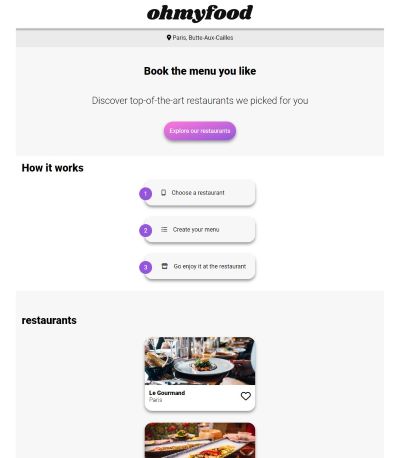 ohmyfood
Paris, Butte-Aux-Cailles
Book the menu you like
Discover top-of-the-art restaurants we picked for you
Explore our restaurants
How it works
1 Choose a restaurant
2 Create your menu
3 Go enjoy it at the restaurant
restaurants
Le Gourmand
Paris